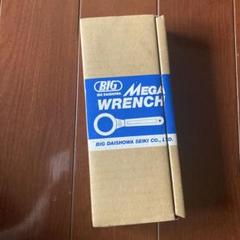 BIG
BIG DAISHOWA
MEGA
WRENCH
BIG DAISHOWA SEIKI CO., LTD.